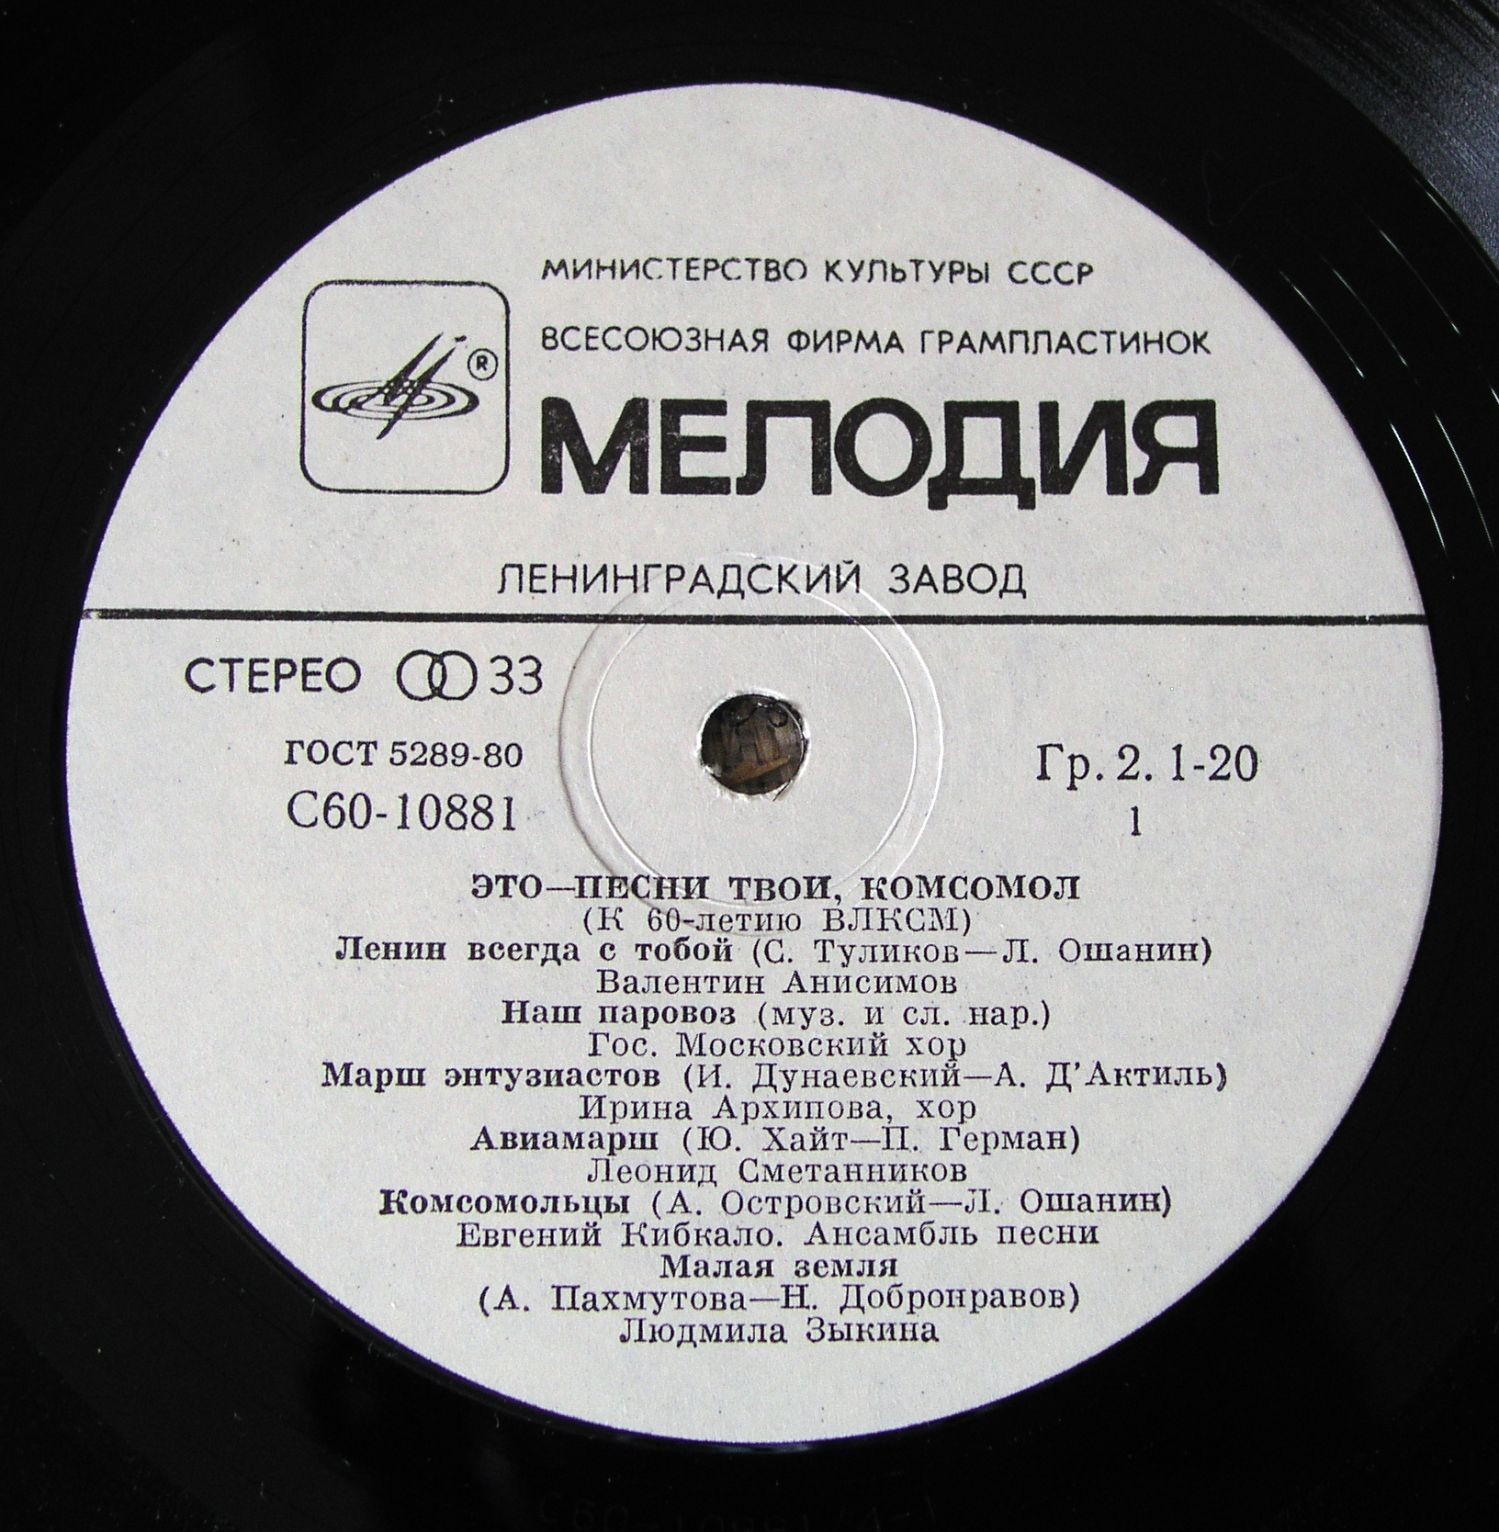 МИНИСТЕРСТВО КУЛЬТУРЫ СССР
ВСЕСОЮЗНАЯ ФИРМА ГРАМПЛАСТИНОК
®
МЕЛОДИЯ
ЛЕНИНГРАДСКИЙ ЗАВОД
СТЕРЕО 33
ГОСТ 5289-80
Гр. 2. 1-20
С60-10881
1
ЭТО—ПЕСНИ ТВОИ, КОМСОМОЛ
(К 60-летию ВЛКСМ)
Ленин всегда с тобой (С. Туликов—Л. Ошанин)
Валентин Анисимов
Наш паровоз (муз. и сл. нар.)
Гос. Московский хор
Марш энтузиастов (И. Дунаевский—А. Д'Актиль)
Ирина Архипова, хор
Авиамарш (Ю. Хайт—П. Герман)
Леонид Сметанников
Комсомольцы (А. Островский—Л. Ошанин)
Евгений Кибкало. Ансамбль песни
Малая земля
(А. Пахмутова—Н. Добронравов)
Людмила Зыкина